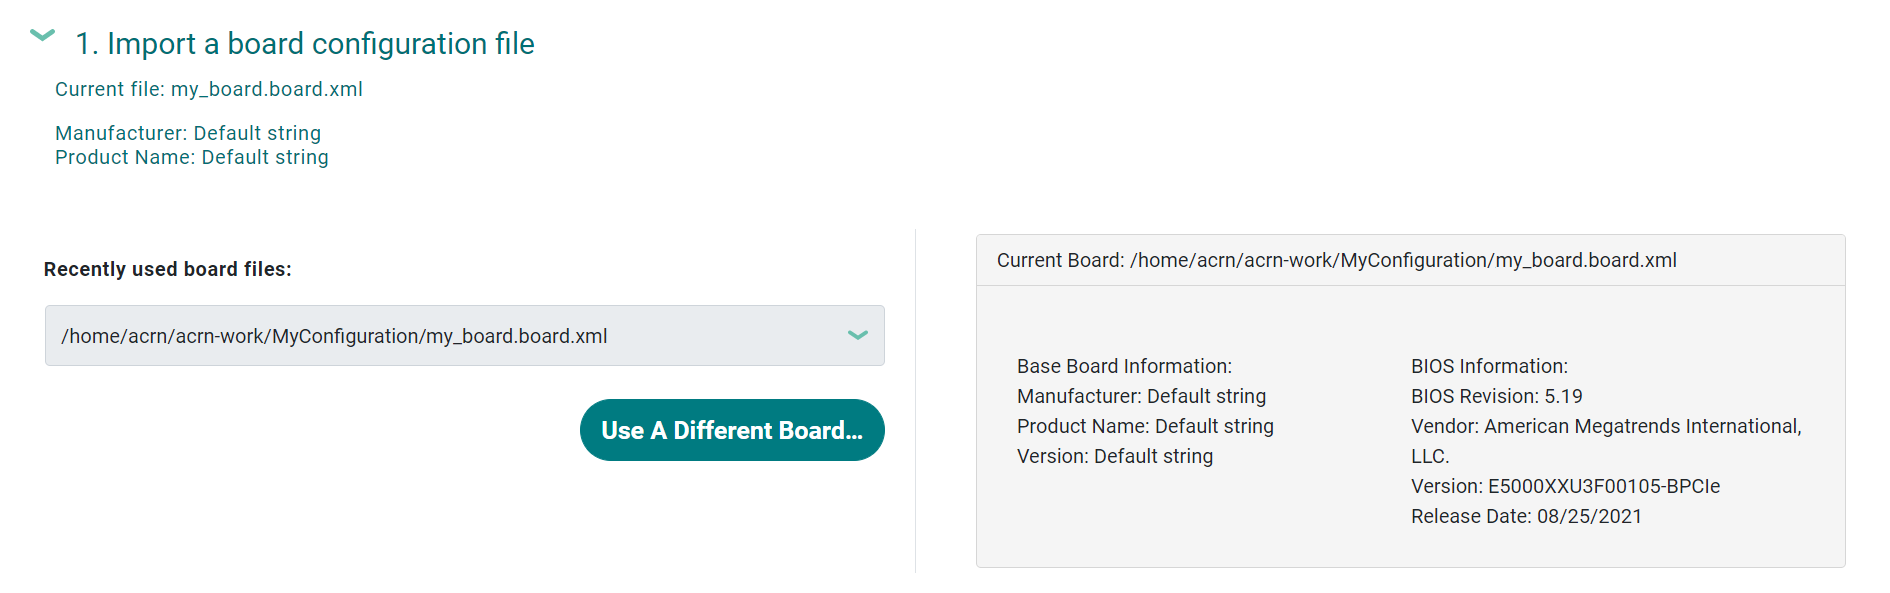 1. Import a board configuration file
Current file: my_board.board.xml
Manufacturer: Default string
Product Name: Default string
Recently used board files:
/home/acrn/acrn-work/MyConfiguration/my_board.board.xml
Use A Different Board...
Current Board: /home/acrn/acrn-work/MyConfiguration/my_board.board.xml
Base Board Information:
Manufacturer: Default string
Product Name: Default string
Version: Default string
BIOS Information:
BIOS Revision: 5.19
Vendor: American Megatrends International,
LLC.
Version: E5000XXU3F00105-BPCIe
Release Date: 08/25/2021